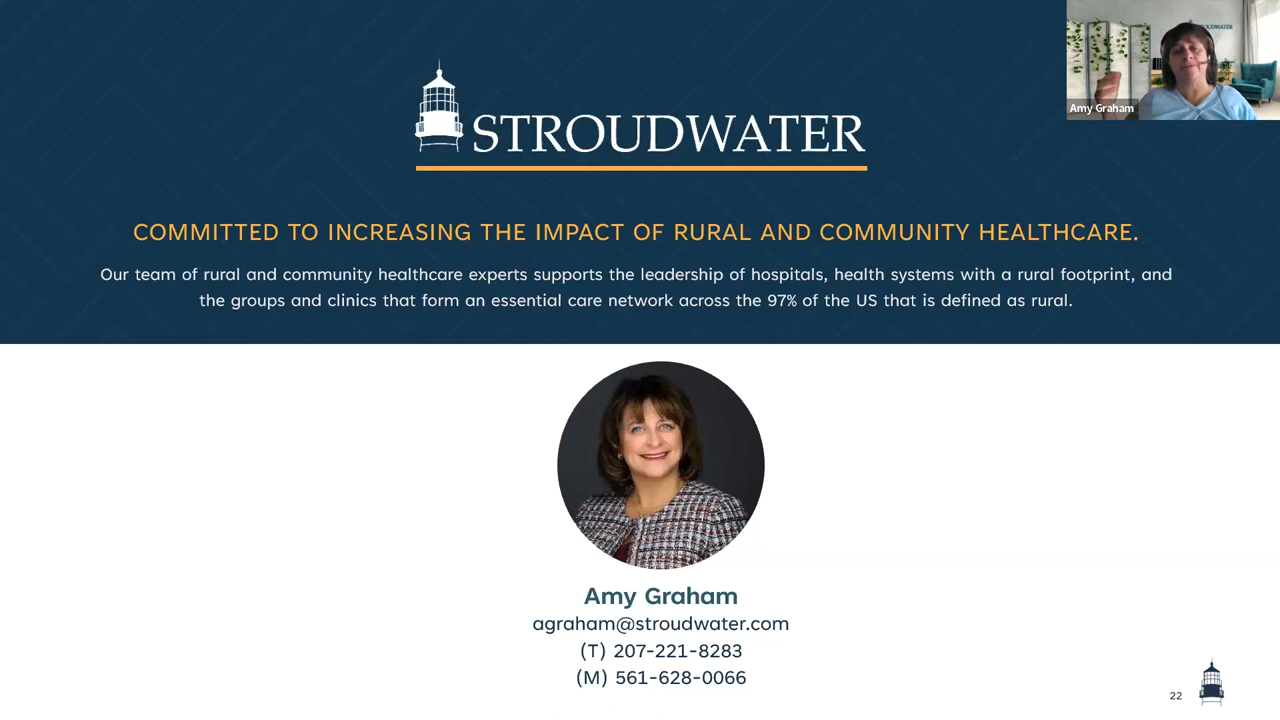 STROUDWATER
Amy Graham
COMMITTED TO INCREASING THE IMPACT OF RURAL AND COMMUNITY HEALTHCARE.
Our team of rural and community healthcare experts supports the leadership of hospitals, health systems with a rural footprint, and
the groups and clinics that form an essential care network across the 97% of the US that is defined as rural.
Amy Graham
agraham@stroudwater.com
(T) 207-221-8283
(M) 561-628-0066
22